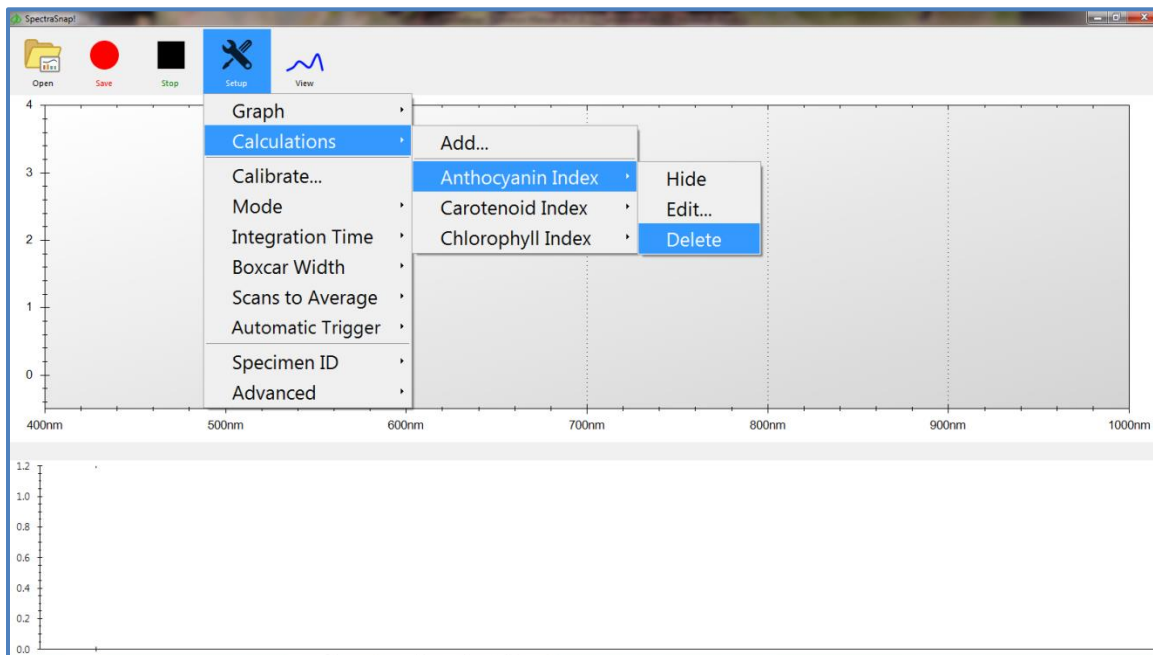 SpectraSnap!
Open Save Stop Setup View
Graph
Calculations
Calibrate...
Mode
Integration Time
Boxcar Width
Scans to Average
Automatic Trigger
Specimen ID
Advanced
Add...
Anthocyanin Index
Carotenoid Index
Chlorophyll Index
Hide
Edit...
Delete
4
3
2
1
0
400nm 500nm 600nm 700nm 800nm 900nm 1000nm
1.2
1.0
0.8
0.6
0.4
0.2
0.0